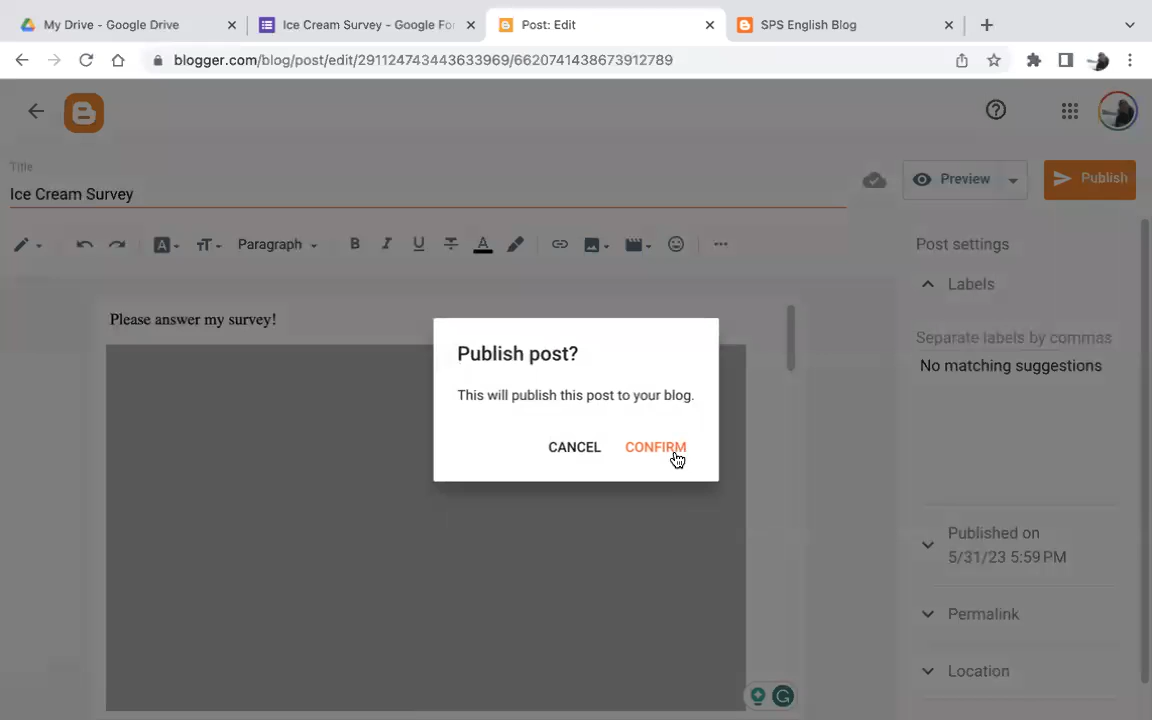 My Drive - Google Drive
Ice Cream Survey - Google For
Post: Edit
SPS English Blog
blogger.com/blog/post/edit/291124743443633969/6620741438673912789
Title
Ice Cream Survey
Preview
Publish
Paragraph
Post settings
Labels
Please answer my survey!
Separate labels by commas
No matching suggestions
Publish post?
This will publish this post to your blog.
CANCEL
CONFIRM
Published on
5/31/23 5:59 PM
Permalink
Location